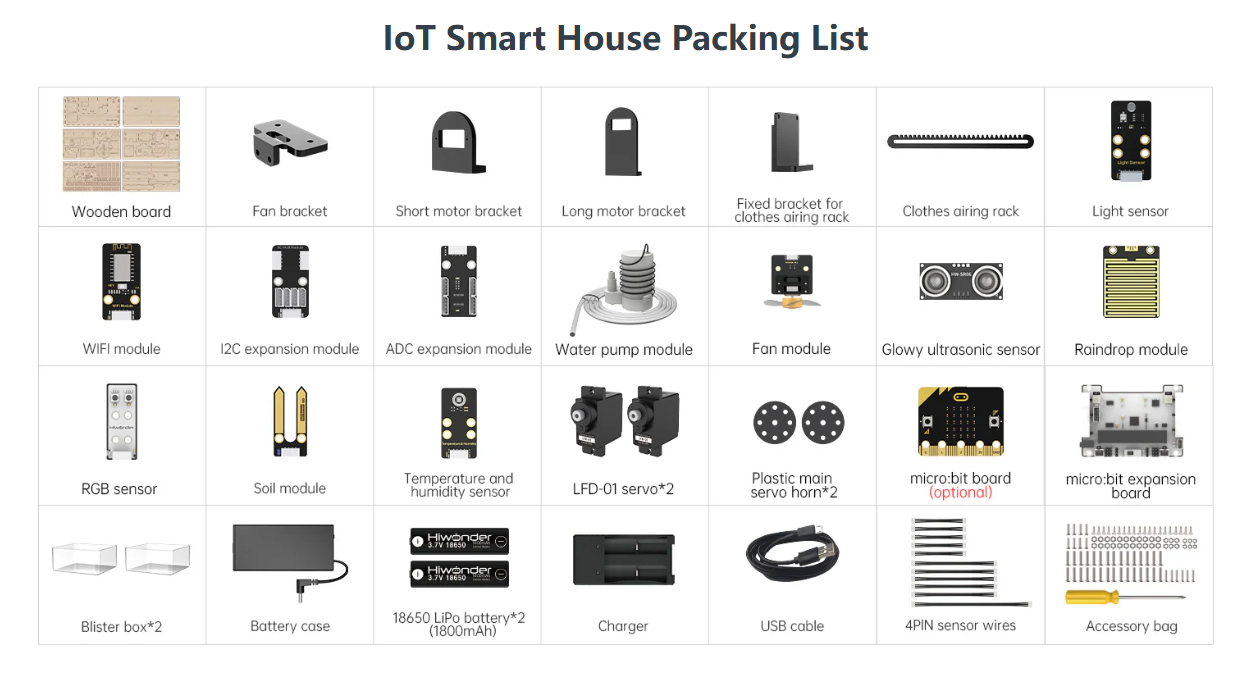 IoT Smart House Packing List
Light Sensor
Wooden board
Fan bracket
Short motor bracket
Long motor bracket
Fixed bracket for
clothes airing rack
Clothes airing rack
Light sensor
HW-SR06
WiFi Module
WIFI module
I2C expansion module
ADC expansion module
Water pump module
Fan module
Glowy ultrasonic sensor
Raindrop module
Hiwonder
Temperature & Humidity
RGB sensor
Soil module
Temperature and
humidity sensor
LFD-01 servo*2
Plastic main
servo horn*2
micro:bit board
(optional)
micro:bit expansion
board
Hiwonder
3.7V 18650
Hiwonder
3.7V 18650
Blister box*2
Battery case
18650 LiPo battery*2
(1800mAh)
Charger
USB cable
4PIN sensor wires
Accessory bag